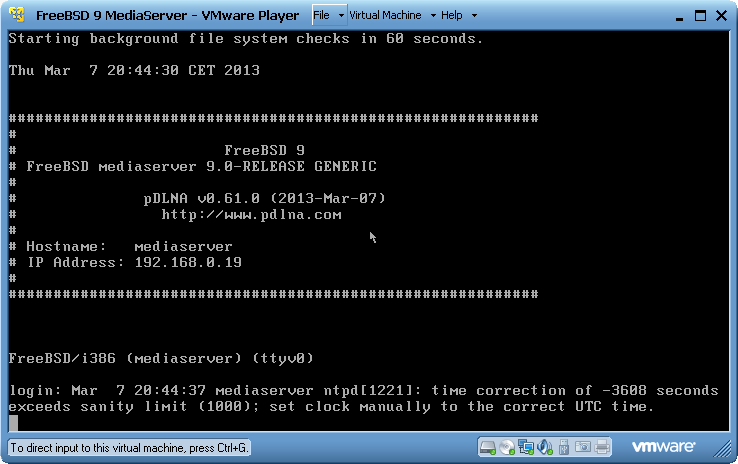 FreeBSD 9 MediaServer - VMware Player File Virtual Machine Help
Starting background file system checks in 60 seconds.
Thu Mar  7 20:44:30 CET 2013
###########################################################
#
#                       FreeBSD 9
# FreeBSD mediaserver 9.0-RELEASE GENERIC
#
#              pDLNA v0.61.0 (2013-Mar-07)
#                http://www.pdlna.com
#
# Hostname:   mediaserver
# IP Address: 192.168.0.19
#
###########################################################
FreeBSD/i386 (mediaserver) (ttyv0)
login: Mar  7 20:44:37 mediaserver ntpd[1221]: time correction of -3608 seconds
exceeds sanity limit (1000); set clock manually to the correct UTC time.
To direct input to this virtual machine, press Ctrl+G.
vmware